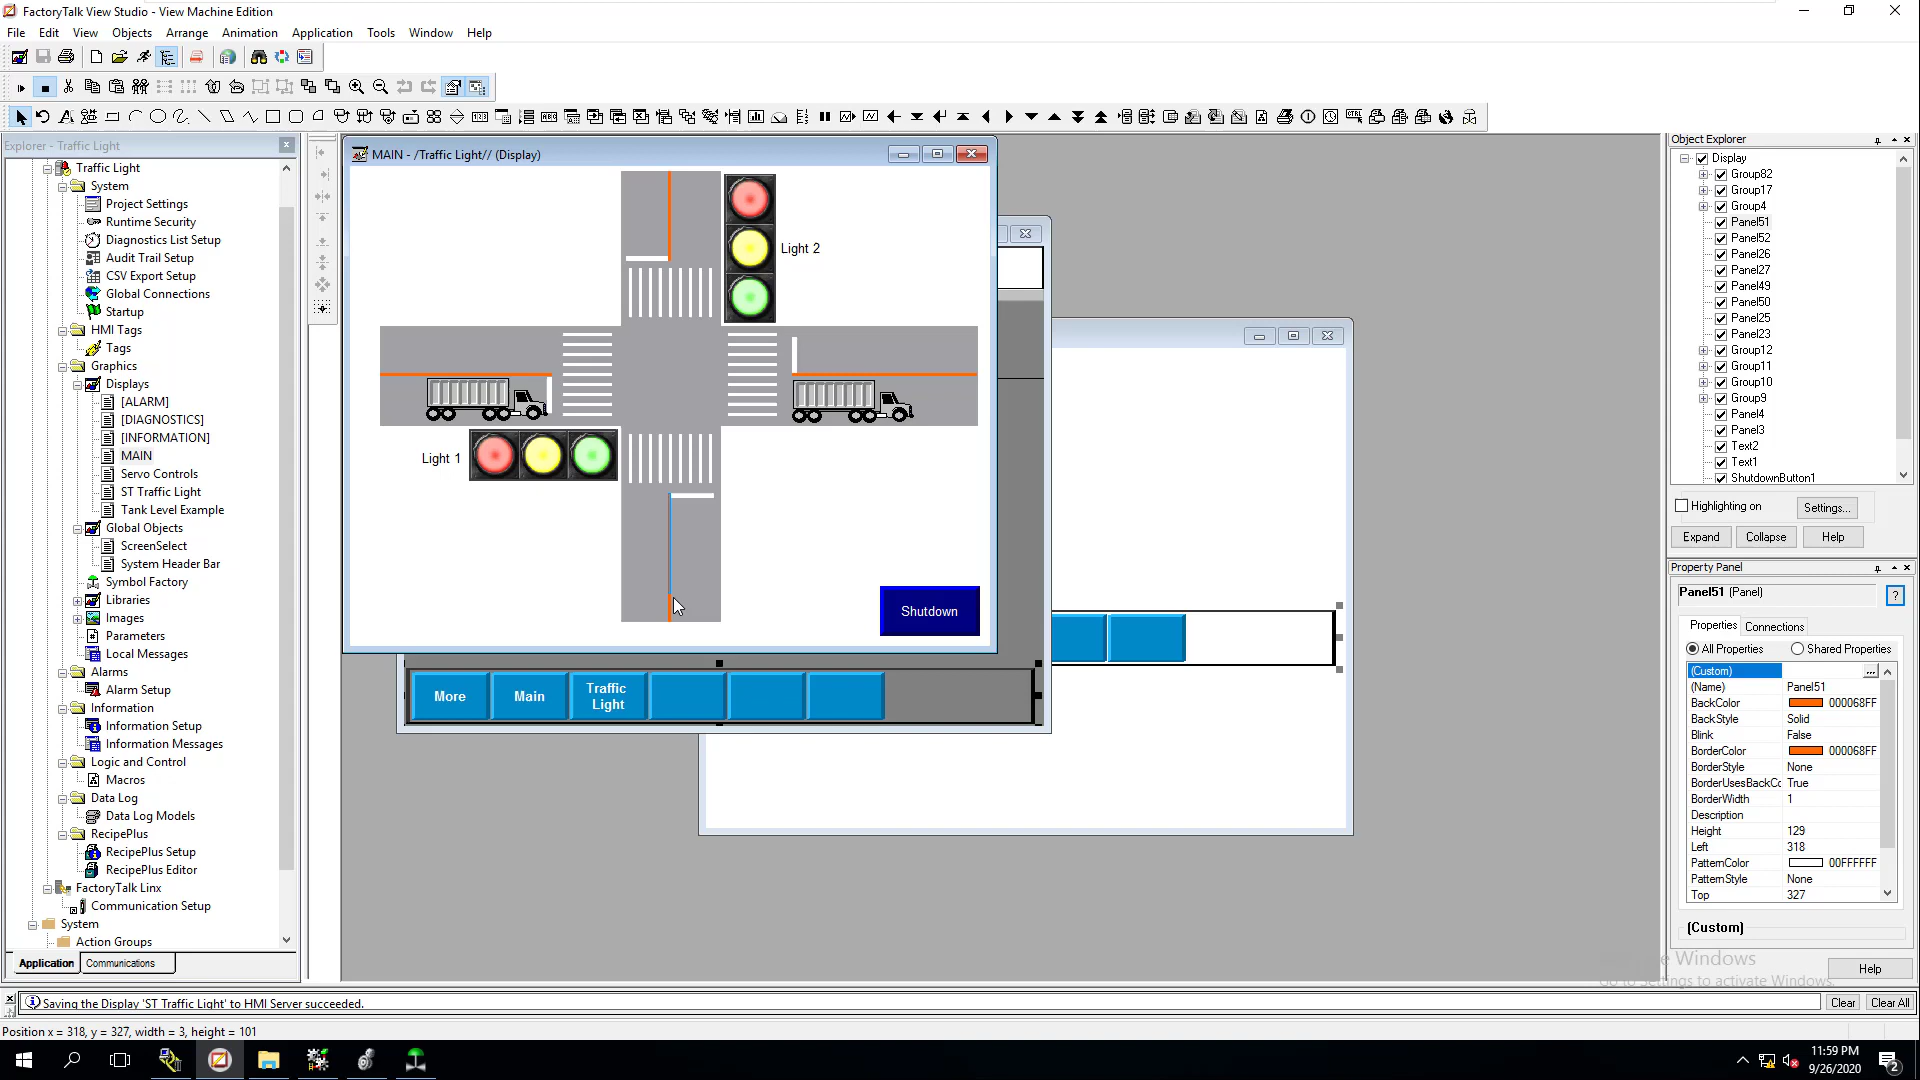 FactoryTalk View Studio - View Machine Edition
File Edit View Objects Arrange Animation Application Tools Window Help
Explorer - Traffic Light
Traffic Light
System
Project Settings
Runtime Security
Diagnostics List Setup
Audit Trail Setup
CSV Export Setup
Global Connections
Startup
HMI Tags
Tags
Graphics
Displays
[ALARM]
[DIAGNOSTICS]
[INFORMATION]
MAIN
Servo Controls
ST Traffic Light
Tank Level Example
Global Objects
ScreenSelect
System Header Bar
Symbol Factory
Libraries
Images
Parameters
Local Messages
Alarms
Alarm Setup
Information
Information Setup
Information Messages
Logic and Control
Macros
Data Log
Data Log Models
RecipePlus
RecipePlus Setup
RecipePlus Editor
FactoryTalk Linx
Communication Setup
System
Action Groups
Application Communications
MAIN - /Traffic Light// (Display)
Light 2
Light 1
Shutdown
More Main Traffic Light
Object Explorer
Display
Group82
Group17
Group4
Panel51
Panel52
Panel26
Panel27
Panel49
Panel50
Panel25
Panel23
Group12
Group11
Group10
Group9
Panel4
Panel3
Text2
Text1
ShutdownButton1
Highlighting on Settings...
Expand Collapse Help
Property Panel
Panel51 (Panel) ?
Properties Connections
All Properties Shared Properties
(Custom) ...
(Name) Panel51
BackColor 000068FF
BackStyle Solid
Blink False
BorderColor 000068FF
BorderStyle None
BorderUsesBackCo True
BorderWidth 1
Description
Height 129
Left 318
PatternColor 00FFFFFF
PatternStyle None
Top 327
(Custom)
Windows
Settings to activate Windows.
Help
Saving the Display 'ST Traffic Light' to HMI Server succeeded.
Clear Clear All
Position x = 318, y = 327, width = 3, height = 101
11:59 PM
9/26/2020
2